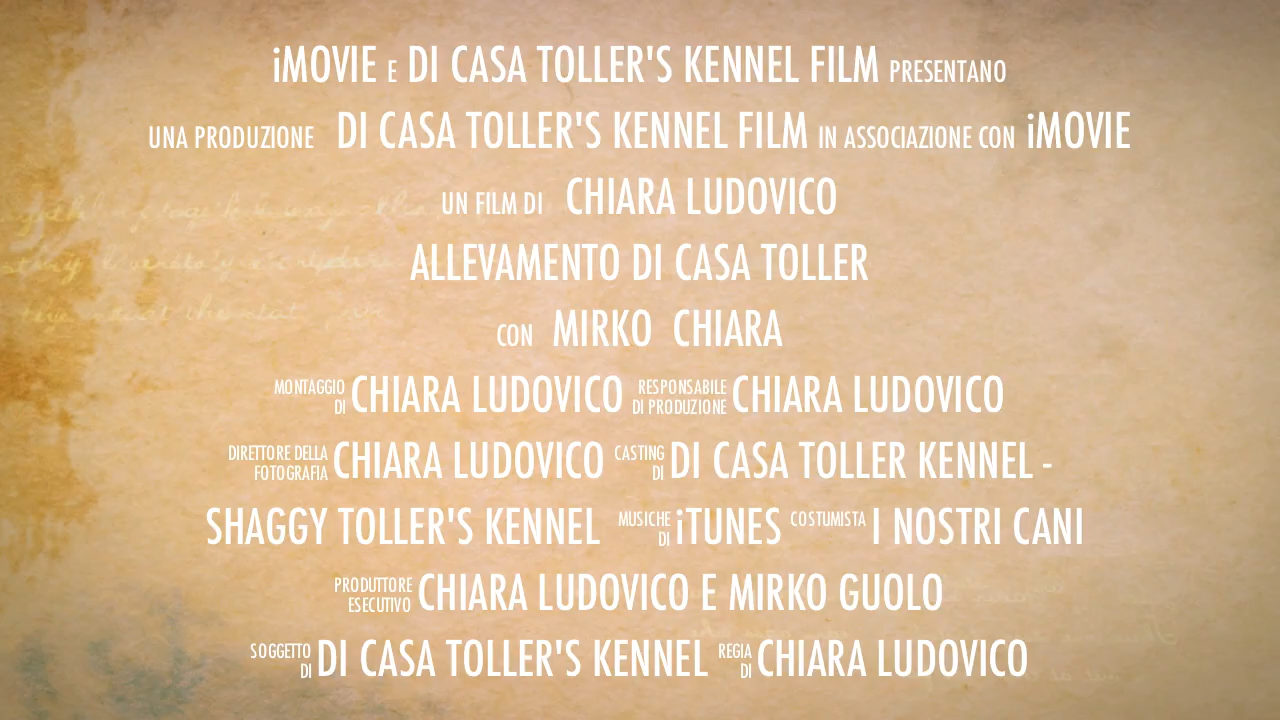 iMOVIE E DI CASA TOLLER'S KENNEL FILM PRESENTANO
UNA PRODUZIONE DI CASA TOLLER'S KENNEL FILM IN ASSOCIAZIONE CON iMOVIE
UN FILM DI CHIARA LUDOVICO
ALLEVAMENTO DI CASA TOLLER
CON MIRKO CHIARA
MONTAGGIO DI CHIARA LUDOVICO RESPONSABILE DI PRODUZIONE CHIARA LUDOVICO
DIRETTORE DELLA FOTOGRAFIA CHIARA LUDOVICO CASTING DI DI CASA TOLLER KENNEL -
SHAGGY TOLLER'S KENNEL MUSICHE DI iTUNES COSTUMISTA I NOSTRI CANI
PRODUTTORE ESECUTIVO CHIARA LUDOVICO E MIRKO GUOLO
SOGGETTO DI DI CASA TOLLER'S KENNEL REGIA DI CHIARA LUDOVICO